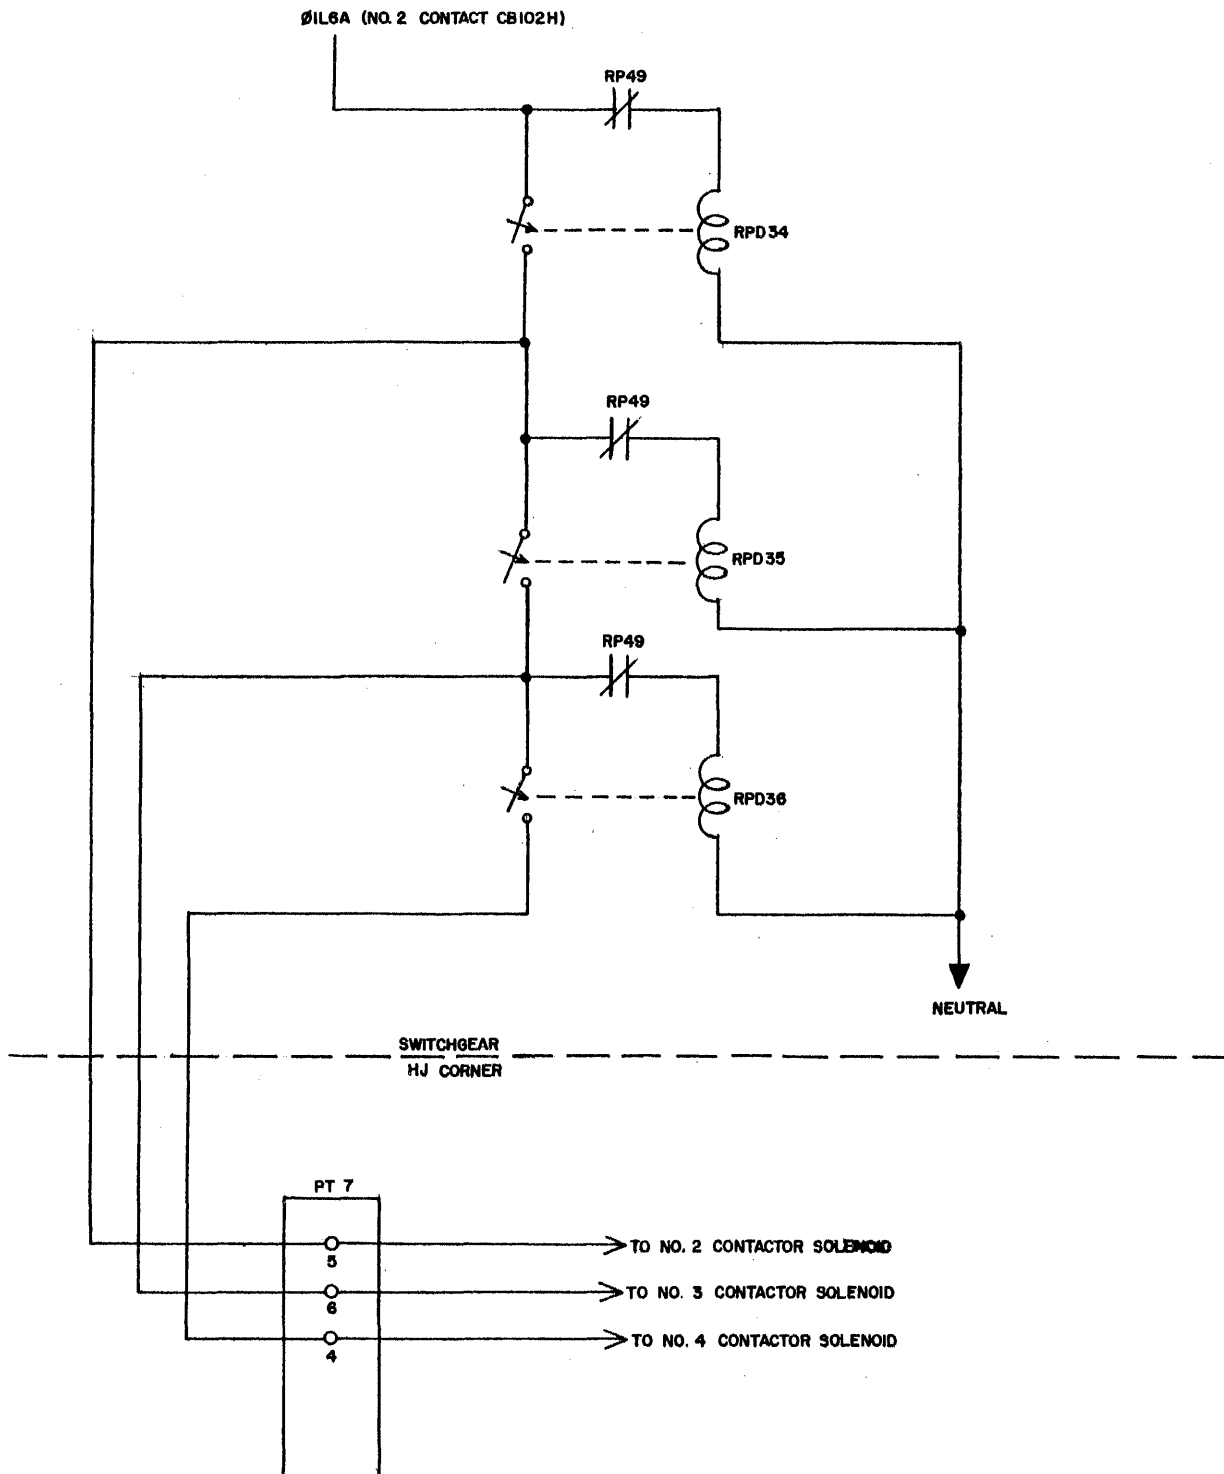 ØIL6A (NO. 2 CONTACT CB102H)
RP49
RPD34
RP49
RPD35
RP49
RPD36
NEUTRAL
SWITCHGEAR
HJ CORNER
PT 7
5
TO NO. 2 CONTACTOR SOLENOID
6
TO NO. 3 CONTACTOR SOLENOID
4
TO NO. 4 CONTACTOR SOLENOID